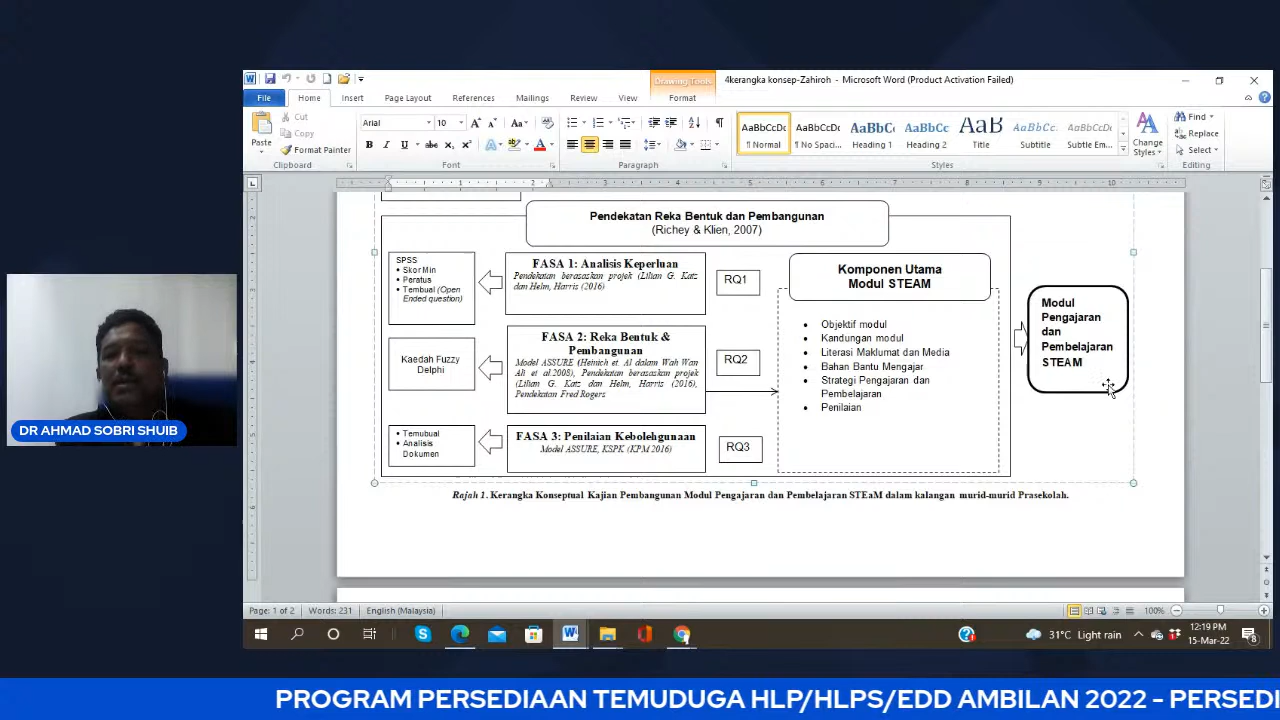 4kerangka konsep-Zahiroh - Microsoft Word (Product Activation Failed)
Drawing Tools
File Home Insert Page Layout References Mailings Review View Format
Paste
Cut
Copy
Format Painter
Clipboard
Arial 10
Font
Paragraph
AaBbCcDc AaBbCcDc AaBbC AaBbCc AaB AaBbCc. AaBbCcDc
¶ Normal ¶ No Spaci... Heading 1 Heading 2 Title Subtitle Subtle Em...
Change Styles
Styles
Find
Replace
Select
Editing
Pendekatan Reka Bentuk dan Pembangunan
(Richey & Klien, 2007)
SPSS
• Skor Min
• Peratus
• Tembual (Open
Ended question)
FASA 1: Analisis Keperluan
Pendekatan berasaskan projek (Lilian G. Katz
dan Helm, Harris (2016)
RQ1
Kaedah Fuzzy
Delphi
FASA 2: Reka Bentuk &
Pembangunan
Model ASSURE (Heinich et. Al dalam Wah Wan
Ali et al 2008), Pendekatan berasaskan projek
(Lilian G. Katz dan Helm, Harris (2016),
Pendekatan Fred Rogers
RQ2
• Temubual
• Analisis
Dokumen
FASA 3: Penilaian Kebolehgunaan
Model ASSURE, KSPK (KPM 2016)
RQ3
Komponen Utama
Modul STEAM
• Objektif modul
• Kandungan modul
• Literasi Maklumat dan Media
• Bahan Bantu Mengajar
• Strategi Pengajaran dan
Pembelajaran
• Penilaian
Modul
Pengajaran
dan
Pembelajaran
STEAM
Rajah 1. Kerangka Konseptual Kajian Pembangunan Modul Pengajaran dan Pembelajaran STEaM dalam kalangan murid-murid Prasekolah.
DR AHMAD SOBRI SHUIB
Page: 1 of 2 Words: 231 English (Malaysia) 100%
31°C Light rain
12:19 PM
15-Mar-22
PROGRAM PERSEDIAAN TEMUDUGA HLP/HLPS/EDD AMBILAN 2022 - PERSEDI